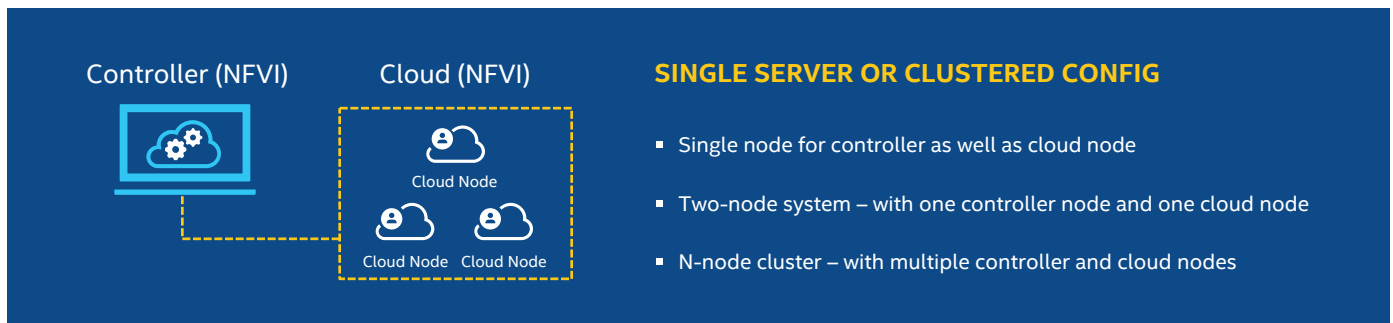 Controller (NFVI)
Cloud (NFVI)
Cloud Node
Cloud Node
Cloud Node
SINGLE SERVER OR CLUSTERED CONFIG
▪ Single node for controller as well as cloud node
▪ Two-node system – with one controller node and one cloud node
▪ N-node cluster – with multiple controller and cloud nodes